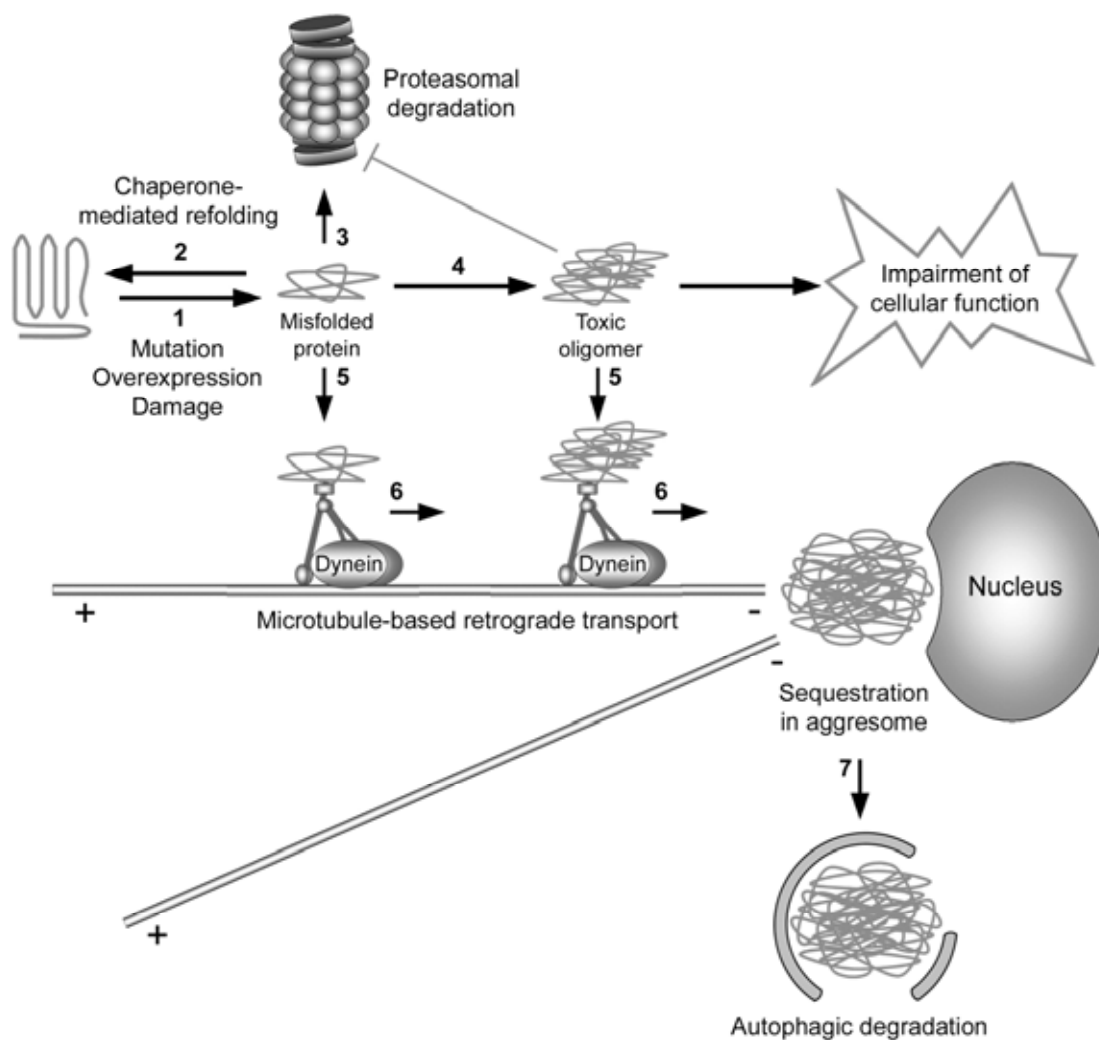 Proteasomal
degradation
Chaperone-
mediated refolding
2
1
Mutation
Overexpression
Damage
3
Misfolded
protein
4
Toxic
oligomer
Impairment of
cellular function
5
5
6
6
Dynein
Dynein
+
-
Microtubule-based retrograde transport
Nucleus
-
+
Sequestration
in aggresome
7
Autophagic degradation